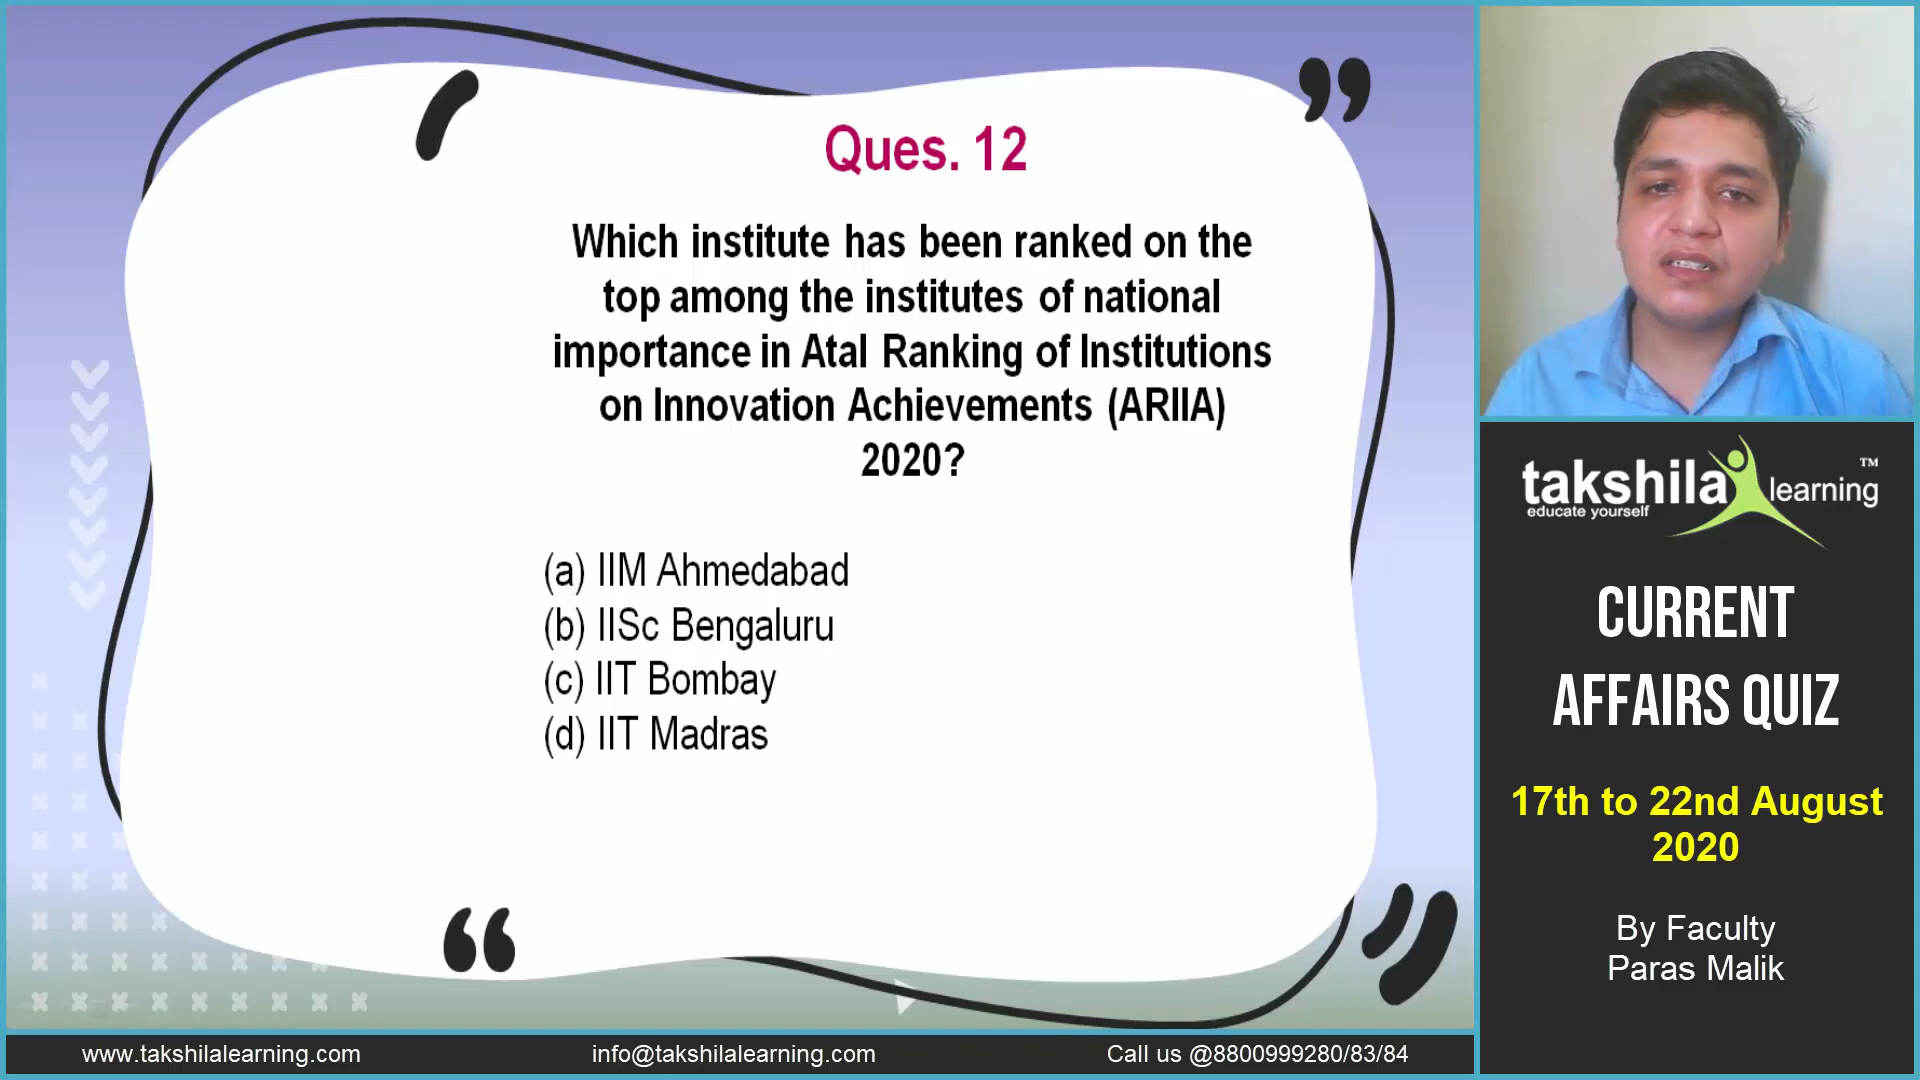 Ques. 12
Which institute has been ranked on the
top among the institutes of national
importance in Atal Ranking of Institutions
on Innovation Achievements (ARIIA)
2020?
(a) IIM Ahmedabad
(b) IISc Bengaluru
(c) IIT Bombay
(d) IIT Madras
takshila learning ™
educate yourself
CURRENT
AFFAIRS QUIZ
17th to 22nd August
2020
By Faculty
Paras Malik
www.takshilalearning.com
info@takshilalearning.com
Call us @8800999280/83/84